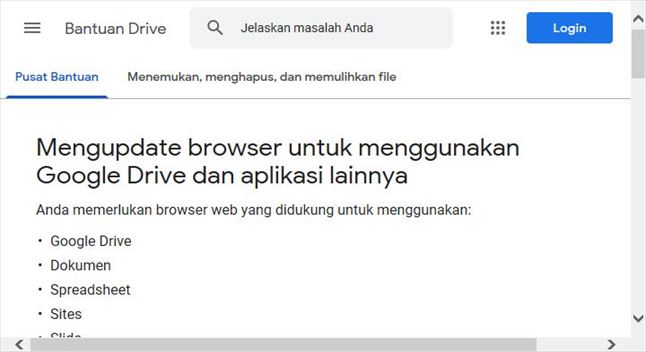 Bantuan Drive
Jelaskan masalah Anda
Login
Pusat Bantuan
Menemukan, menghapus, dan memulihkan file
Mengupdate browser untuk menggunakan
Google Drive dan aplikasi lainnya
Anda memerlukan browser web yang didukung untuk menggunakan:
• Google Drive
• Dokumen
• Spreadsheet
• Sites